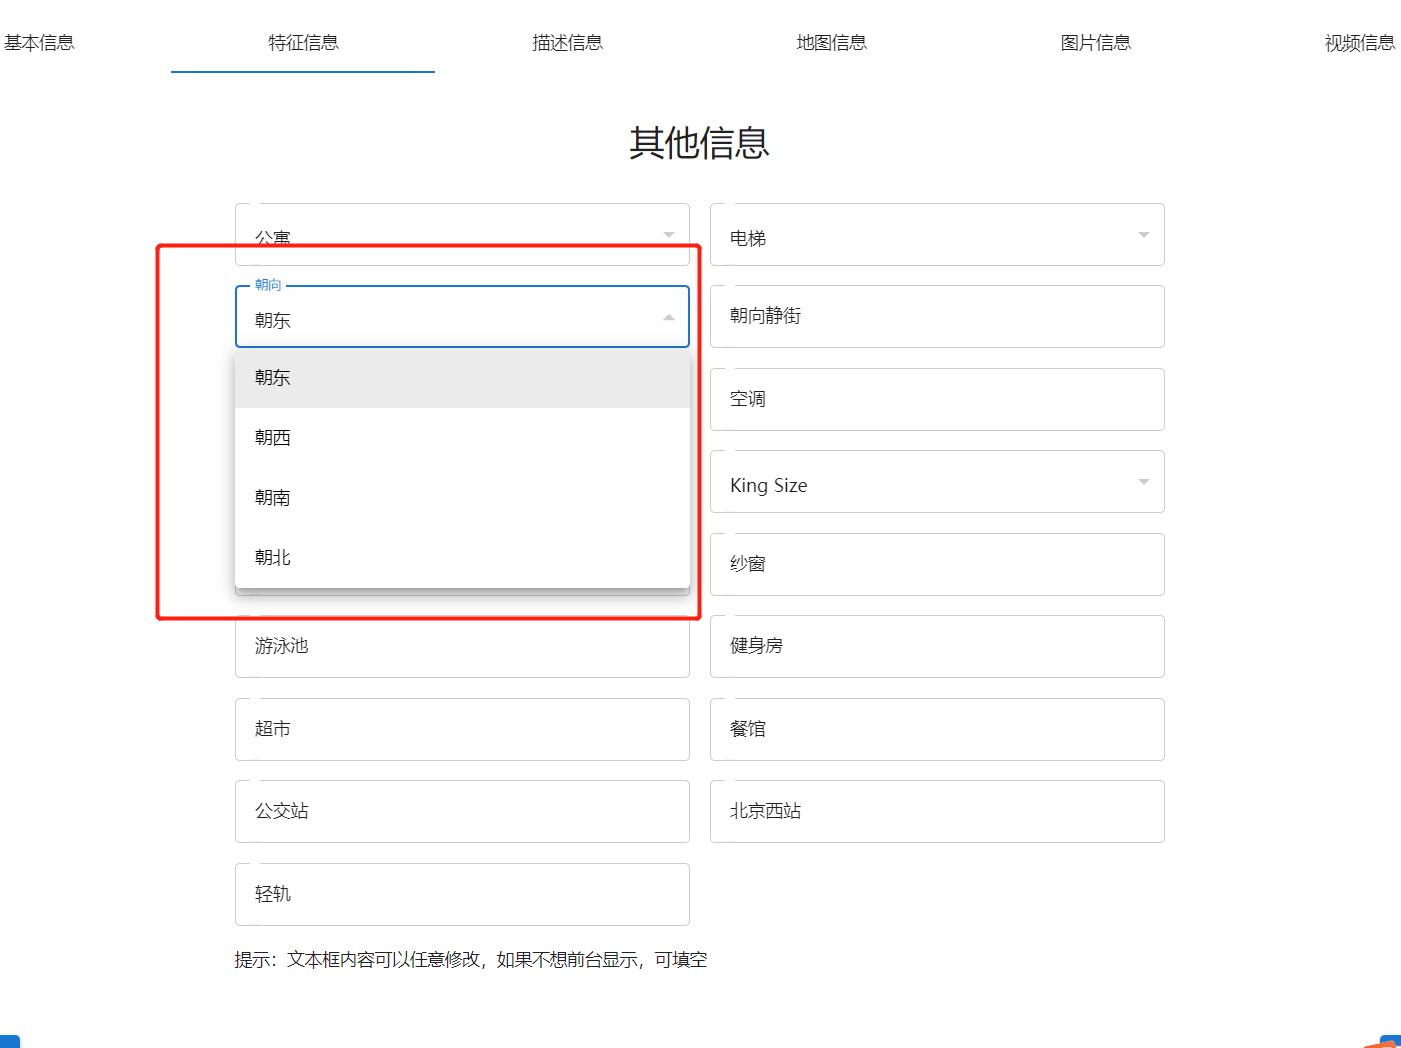 基本信息
特征信息
描述信息
地图信息
图片信息
视频信息
其他信息
公寓
电梯
朝向
朝东
朝向静街
朝东
空调
朝西
King Size
朝南
朝北
纱窗
游泳池
健身房
超市
餐馆
公交站
北京西站
轻轨
提示：文本框内容可以任意修改，如果不想前台显示，可填空